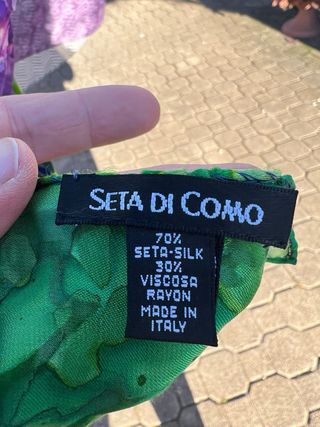 SETA DI COMO
70%
SETA-SILK
30%
VISCOSA
RAYON
MADE IN
ITALY